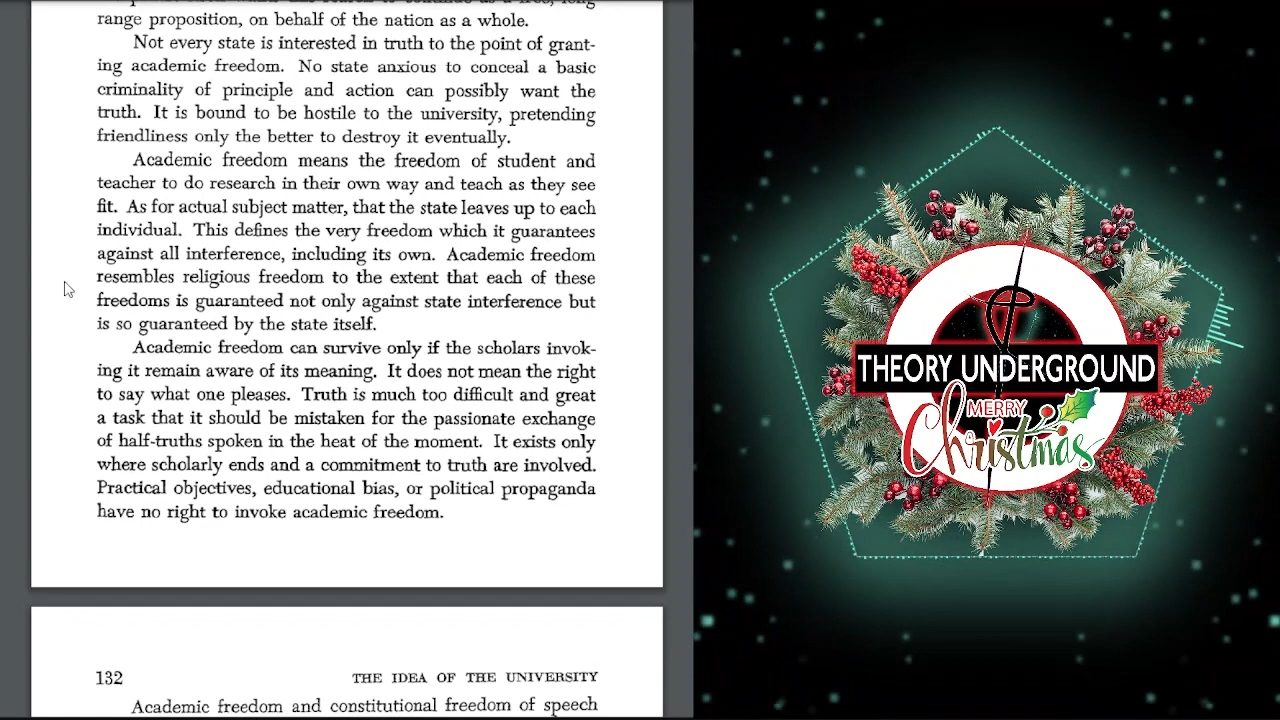 range proposition, on behalf of the nation as a whole.
Not every state is interested in truth to the point of grant-
ing academic freedom. No state anxious to conceal a basic
criminality of principle and action can possibly want the
truth. It is bound to be hostile to the university, pretending
friendliness only the better to destroy it eventually.
Academic freedom means the freedom of student and
teacher to do research in their own way and teach as they see
fit. As for actual subject matter, that the state leaves up to each
individual. This defines the very freedom which it guarantees
against all interference, including its own. Academic freedom
resembles religious freedom to the extent that each of these
freedoms is guaranteed not only against state interference but
is so guaranteed by the state itself.
Academic freedom can survive only if the scholars invok-
ing it remain aware of its meaning. It does not mean the right
to say what one pleases. Truth is much too difficult and great
a task that it should be mistaken for the passionate exchange
of half-truths spoken in the heat of the moment. It exists only
where scholarly ends and a commitment to truth are involved.
Practical objectives, educational bias, or political propaganda
have no right to invoke academic freedom.
132 THE IDEA OF THE UNIVERSITY
Academic freedom and constitutional freedom of speech
THEORY UNDERGROUND
MERRY
Christmas